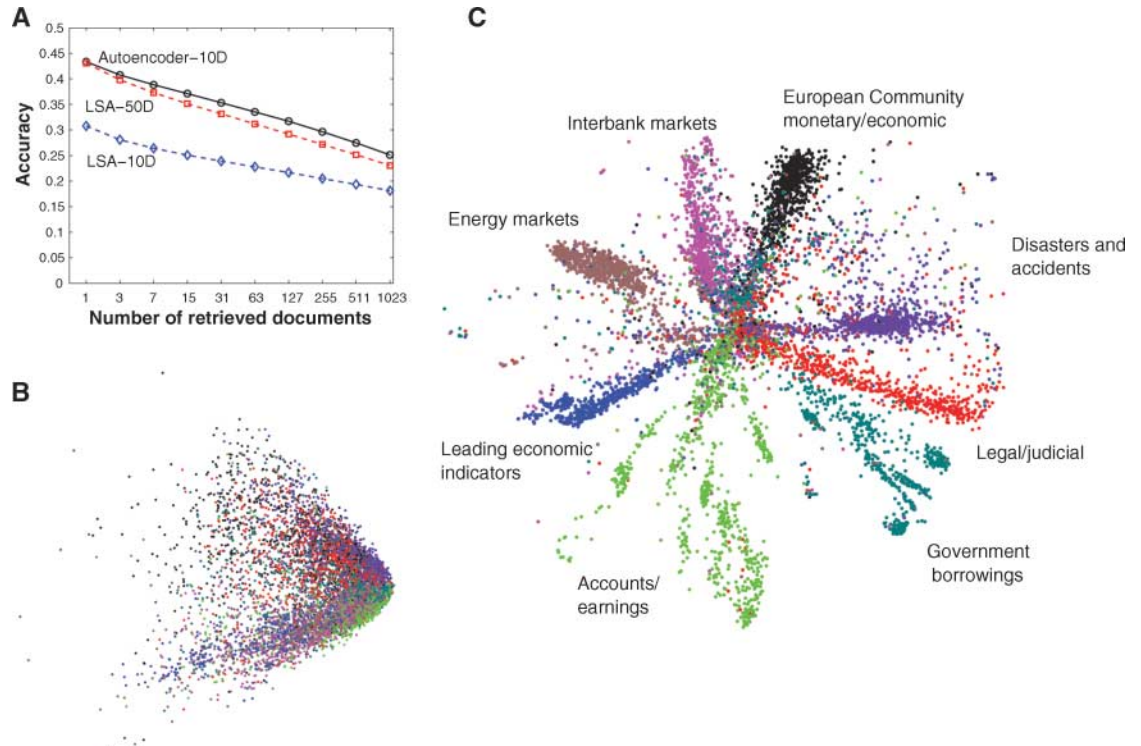 A
0.5
0.45
0.4
0.35
0.3
0.25
0.2
0.15
0.1
0.05
0
Accuracy
Autoencoder-10D
LSA-50D
LSA-10D
1 3 7 15 31 63 127 255 511 1023
Number of retrieved documents
B
C
European Community
monetary/economic
Interbank markets
Energy markets
Disasters and
accidents
Leading economic
indicators
Legal/judicial
Government
borrowings
Accounts/
earnings